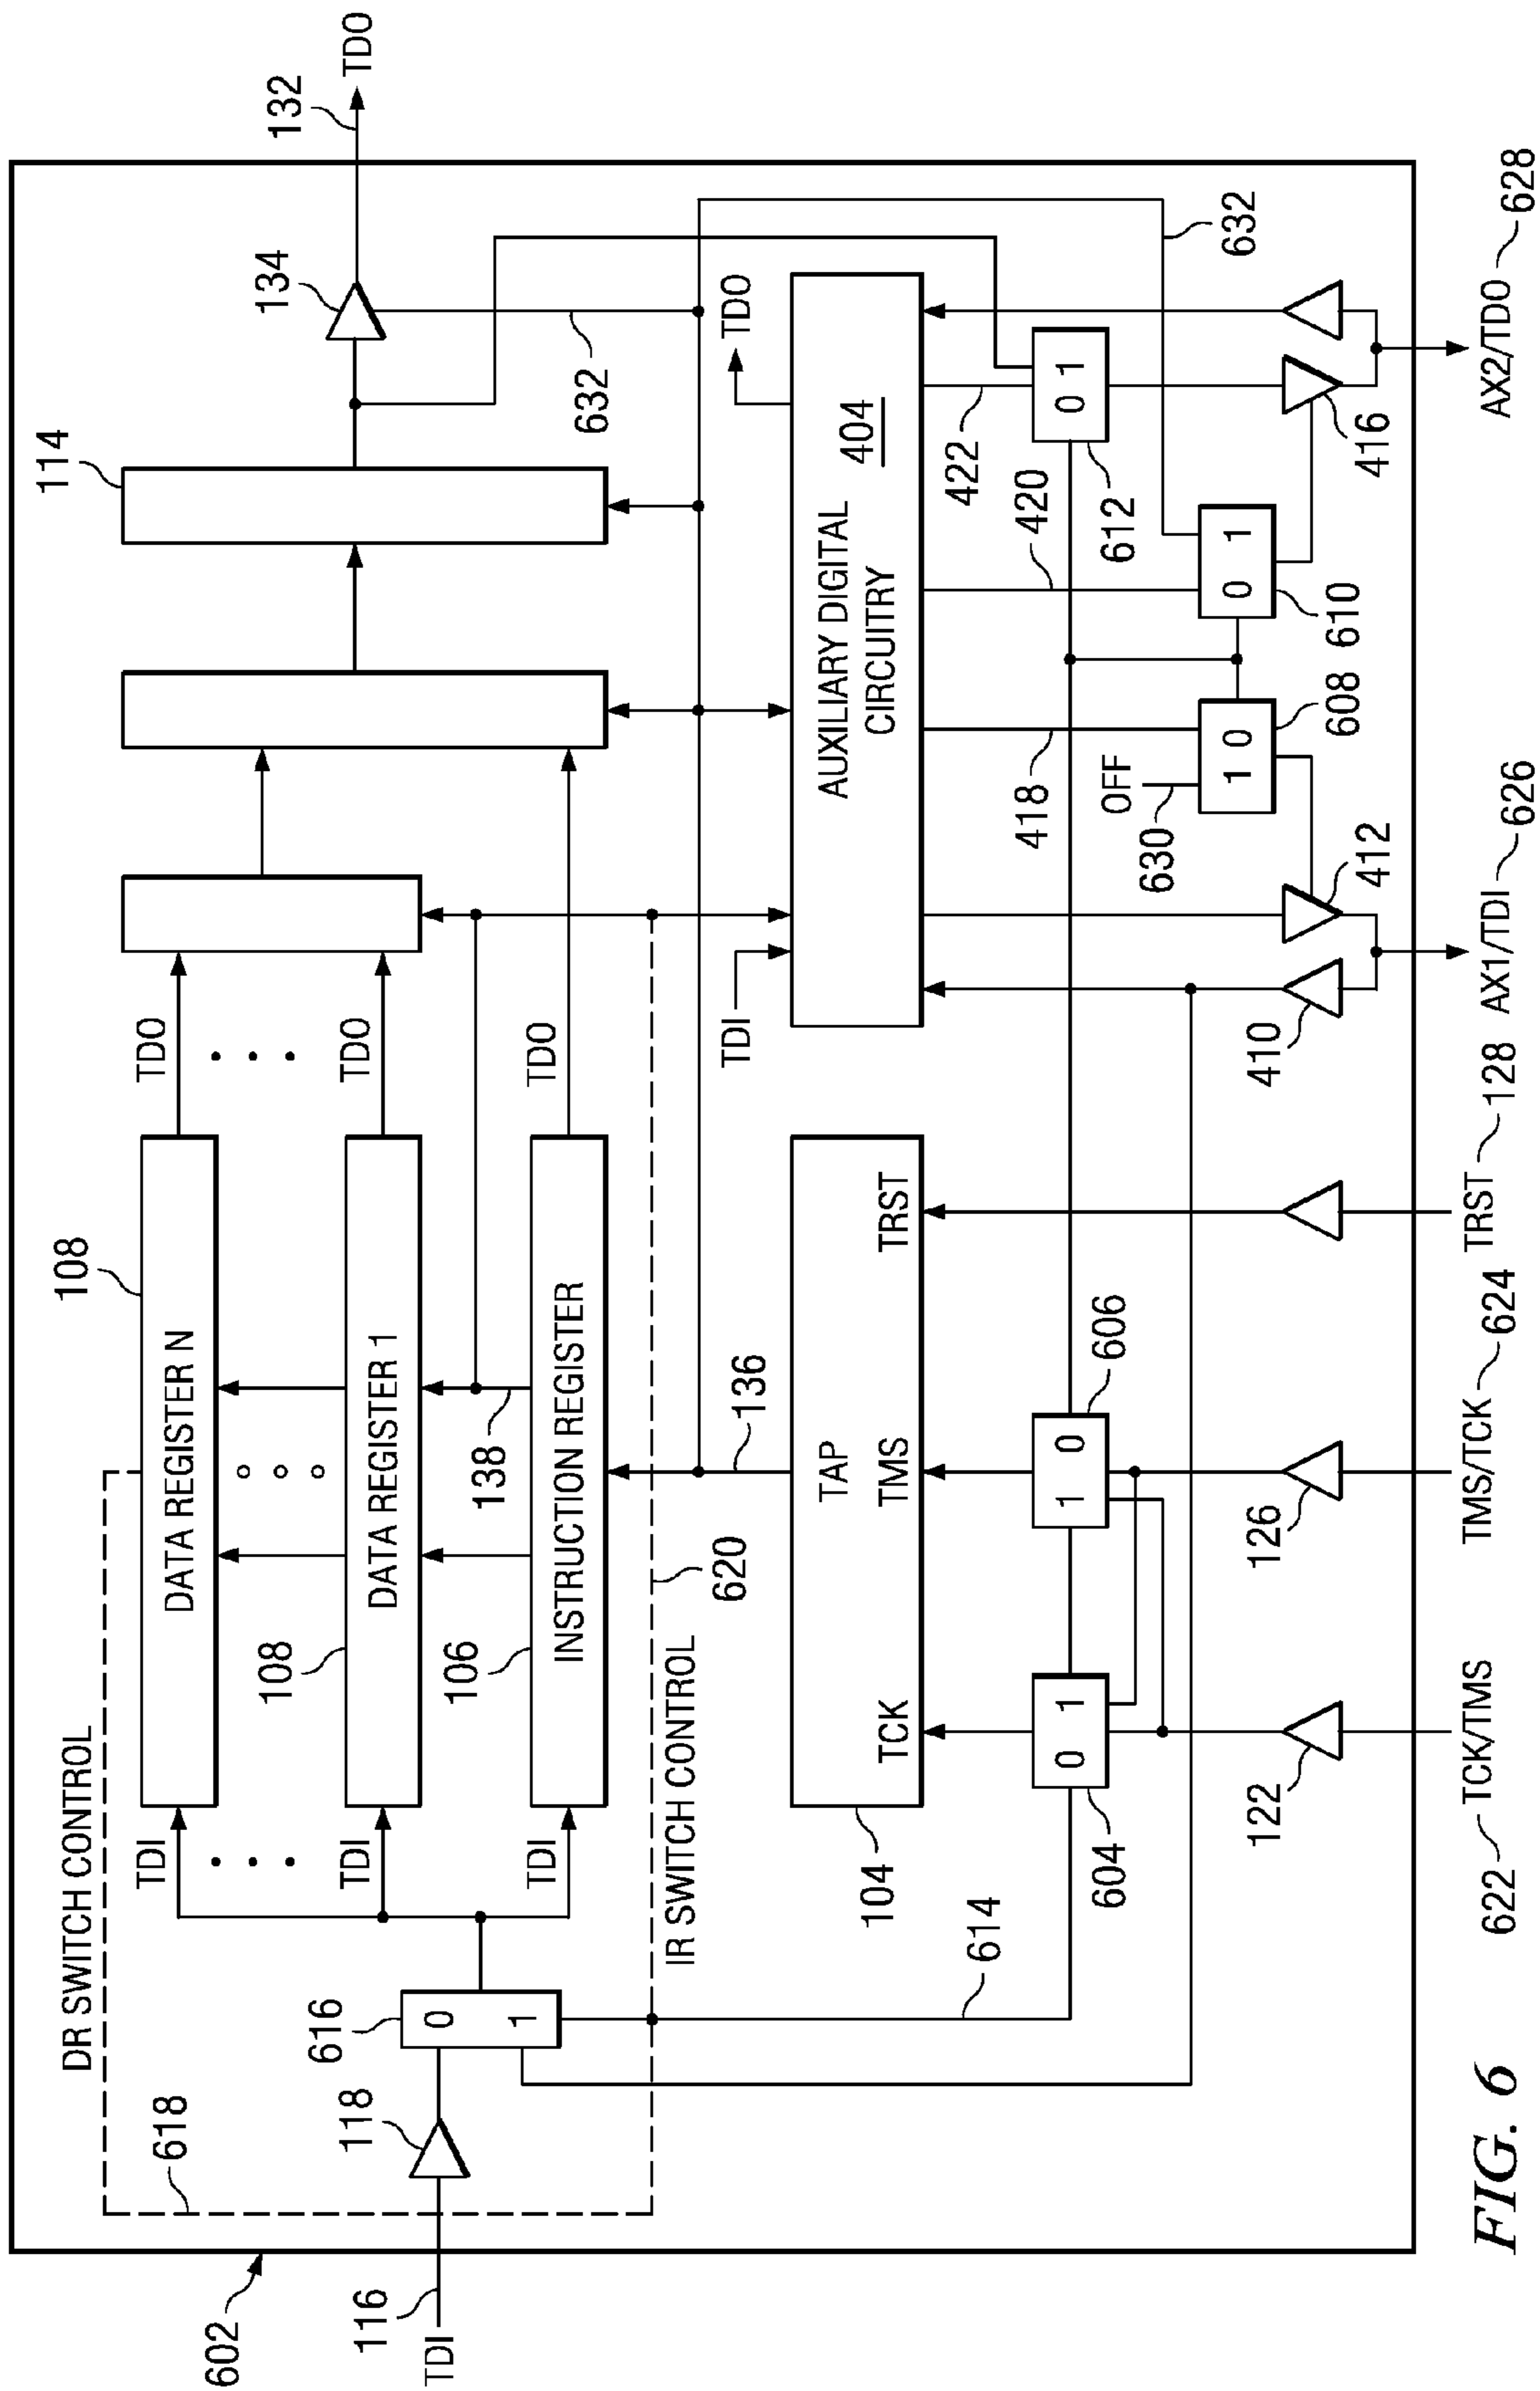 602
116
TDI
DR SWITCH CONTROL
618
118
616
0
1
TDI
TDI
TDI
108
DATA REGISTER N
108
DATA REGISTER 1
106
INSTRUCTION REGISTER
138
TDO
TDO
TDO
114
134
132
TDO
632
IR SWITCH CONTROL
620
136
614
104
TAP
TCK
TMS
TRST
TDI
TDO
AUXILIARY DIGITAL
CIRCUITRY
404
604
0 1
1 0
606
418
420
422
OFF
630
1 0
608
0 1
610
0 1
612
632
122
126
410
412
416
622 TCK/TMS
TMS/TCK 624
TRST 128
AX1/TDI 626
AX2/TDO 628
FIG. 6